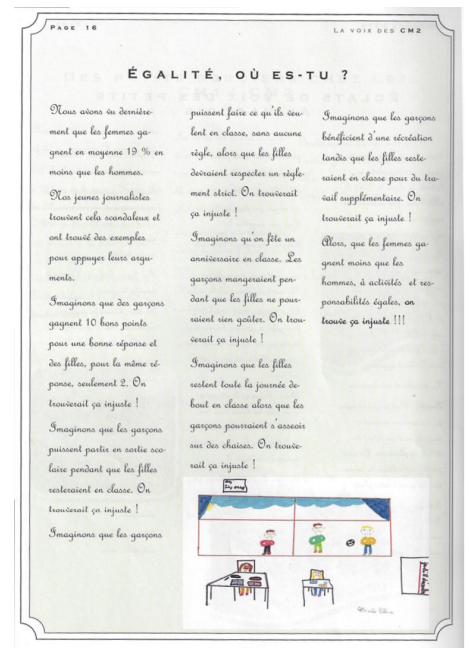 PAGE 16
LA VOIX DES CM2
ÉGALITÉ, OÙ ES-TU ?
Nous avons vu dernière-
ment que les femmes ga-
gnent en moyenne 19 % en
moins que les hommes.
Nos jeunes journalistes
trouvent cela scandaleux et
ont trouvé des exemples
pour appuyer leurs argu-
ments.
Imaginons que des garçons
gagnent 10 bons points
pour une bonne réponse et
des filles, pour la même ré-
ponse, seulement 2. On
trouverait ça injuste !
Imaginons que les garçons
puissent partir en sortie sco-
laire pendant que les filles
resteraient en classe. On
trouverait ça injuste !
Imaginons que les garçons
puissent faire ce qu'ils veu-
lent en classe, sans aucune
règle, alors que les filles
devraient respecter un règle-
ment strict. On trouverait
ça injuste !
Imaginons qu'on fête un
anniversaire en classe. Les
garçons mangeraient pen-
dant que les filles ne pour-
raient rien goûter. On trou-
verait ça injuste !
Imaginons que les filles
restent toute la journée de-
bout en classe alors que les
garçons pourraient s'asseoir
sur des chaises. On trouve-
rait ça injuste !
Imaginons que les garçons
bénéficient d'une récréation
tandis que les filles reste-
raient en classe pour du tra-
vail supplémentaire. On
trouverait ça injuste !
Alors, que les femmes ga-
gnent moins que les
hommes, à activités et res-
ponsabilités égales, on
trouve ça injuste !!!